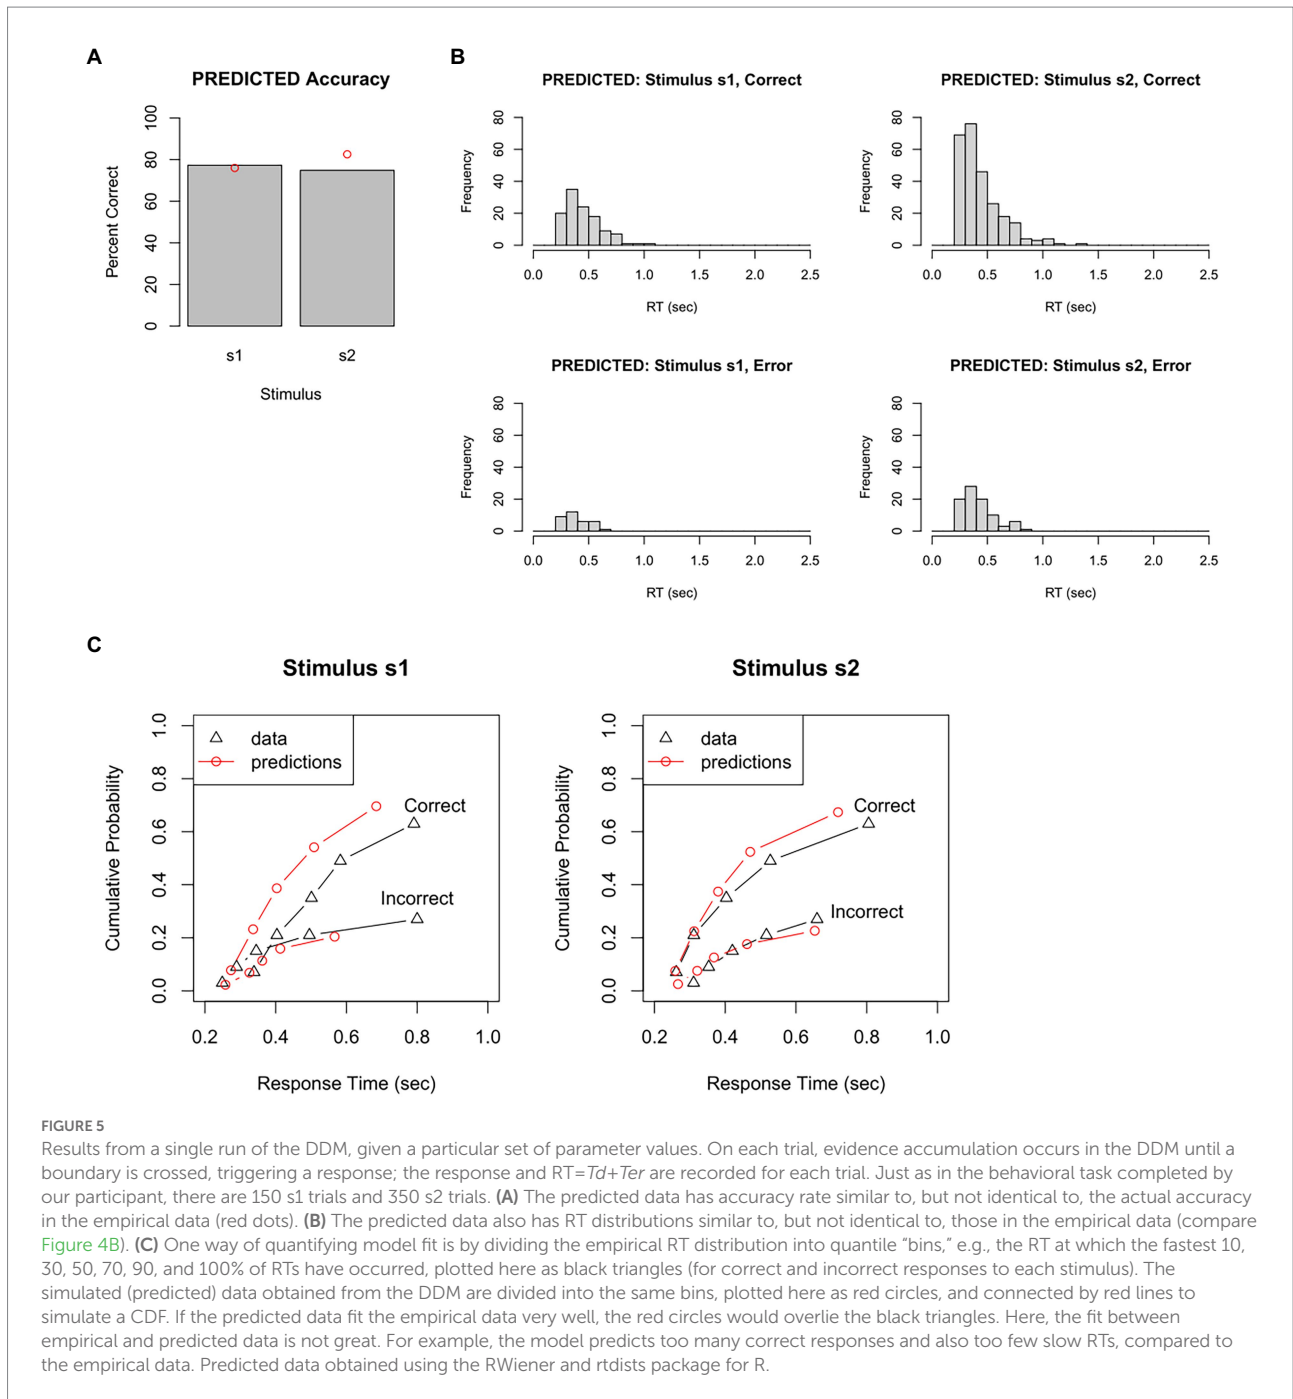 A
PREDICTED Accuracy
Percent Correct
100
80
60
40
20
0
s1
s2
Stimulus
B
PREDICTED: Stimulus s1, Correct
Frequency
80
60
40
20
0
0.0 0.5 1.0 1.5 2.0 2.5
RT (sec)
PREDICTED: Stimulus s2, Correct
Frequency
80
60
40
20
0
0.0 0.5 1.0 1.5 2.0 2.5
RT (sec)
PREDICTED: Stimulus s1, Error
Frequency
80
60
40
20
0
0.0 0.5 1.0 1.5 2.0 2.5
RT (sec)
PREDICTED: Stimulus s2, Error
Frequency
80
60
40
20
0
0.0 0.5 1.0 1.5 2.0 2.5
RT (sec)
C
Stimulus s1
Cumulative Probability
1.0
0.8
0.6
0.4
0.2
0.0
data
predictions
Correct
Incorrect
0.2 0.4 0.6 0.8 1.0
Response Time (sec)
Stimulus s2
Cumulative Probability
1.0
0.8
0.6
0.4
0.2
0.0
data
predictions
Correct
Incorrect
0.2 0.4 0.6 0.8 1.0
Response Time (sec)
FIGURE 5
Results from a single run of the DDM, given a particular set of parameter values. On each trial, evidence accumulation occurs in the DDM until a
boundary is crossed, triggering a response; the response and RT=Td+Ter are recorded for each trial. Just as in the behavioral task completed by
our participant, there are 150 s1 trials and 350 s2 trials. (A) The predicted data has accuracy rate similar to, but not identical to, the actual accuracy
in the empirical data (red dots). (B) The predicted data also has RT distributions similar to, but not identical to, those in the empirical data (compare
Figure 4B). (C) One way of quantifying model fit is by dividing the empirical RT distribution into quantile “bins,” e.g., the RT at which the fastest 10,
30, 50, 70, 90, and 100% of RTs have occurred, plotted here as black triangles (for correct and incorrect responses to each stimulus). The
simulated (predicted) data obtained from the DDM are divided into the same bins, plotted here as red circles, and connected by red lines to
simulate a CDF. If the predicted data fit the empirical data very well, the red circles would overlie the black triangles. Here, the fit between
empirical and predicted data is not great. For example, the model predicts too many correct responses and also too few slow RTs, compared to
the empirical data. Predicted data obtained using the RWiener and rtdists package for R.